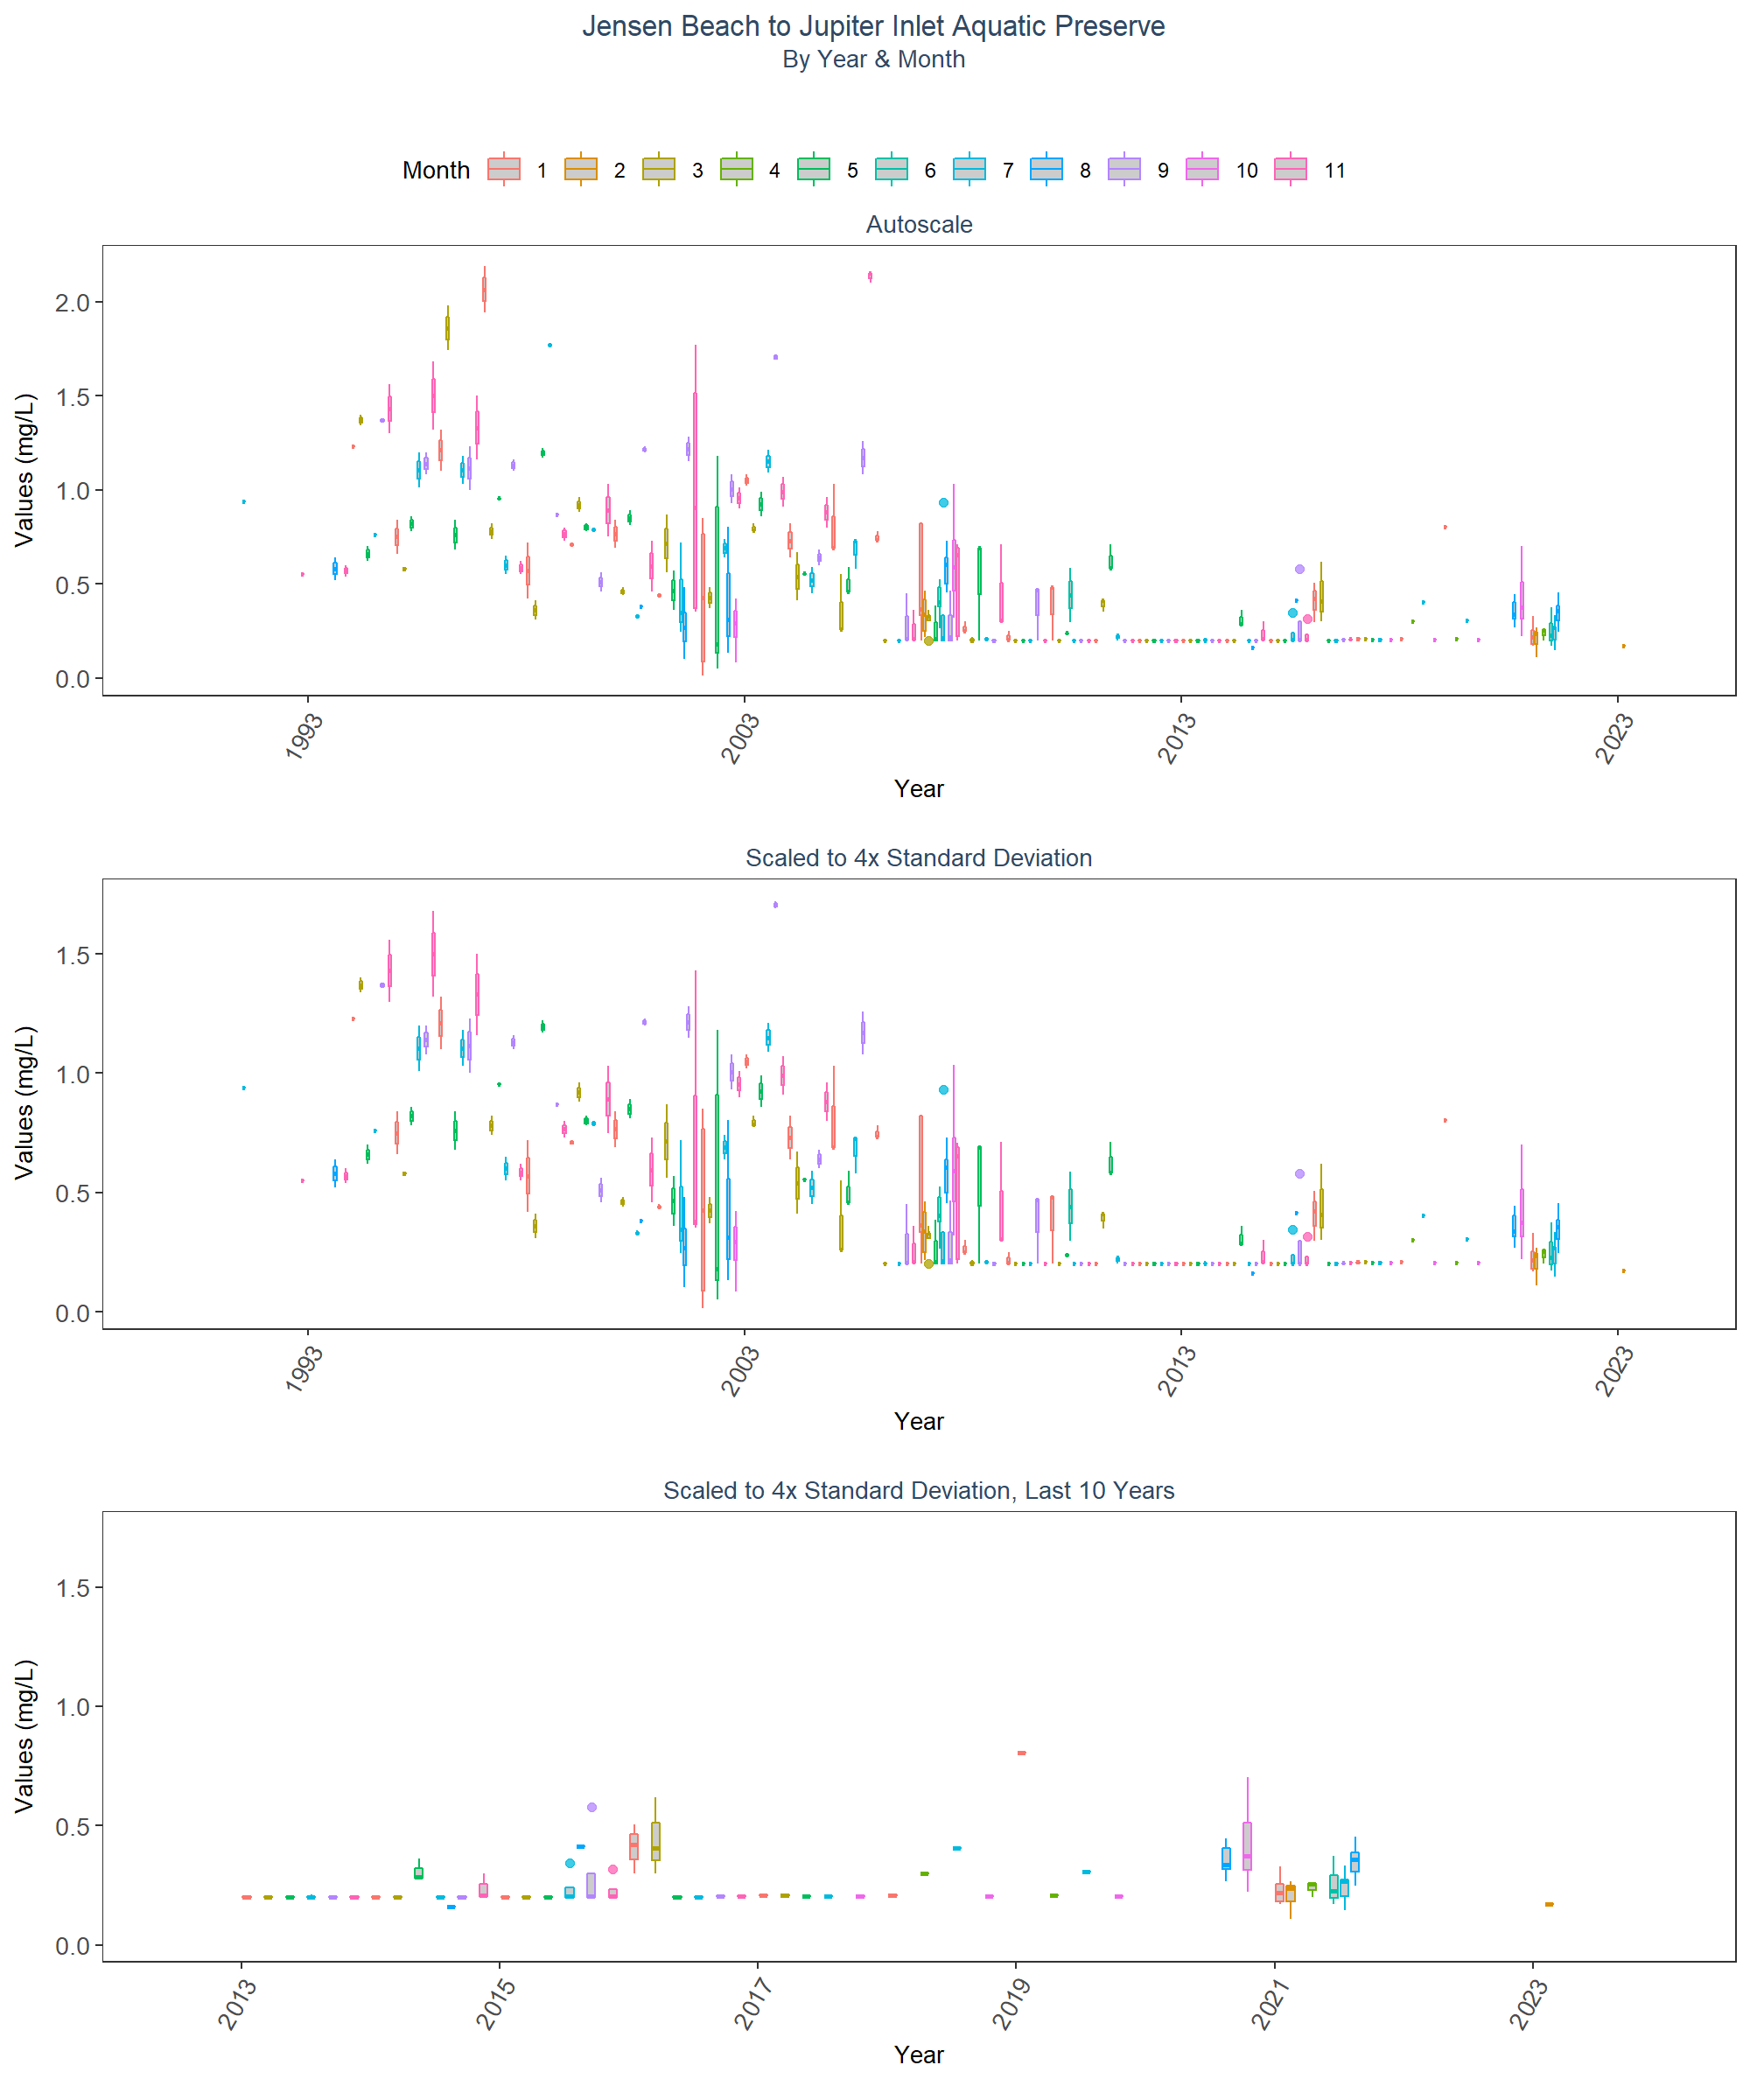 Jensen Beach to Jupiter Inlet Aquatic Preserve
By Year & Month
Month 1 2 3 4 5 6 7 8 9 10 11
Autoscale
Values (mg/L)
2.0
1.5
1.0
0.5
0.0
1993 2003 2013 2023
Year
Scaled to 4x Standard Deviation
Values (mg/L)
1.5
1.0
0.5
0.0
1993 2003 2013 2023
Year
Scaled to 4x Standard Deviation, Last 10 Years
Values (mg/L)
1.5
1.0
0.5
0.0
2013 2015 2017 2019 2021 2023
Year